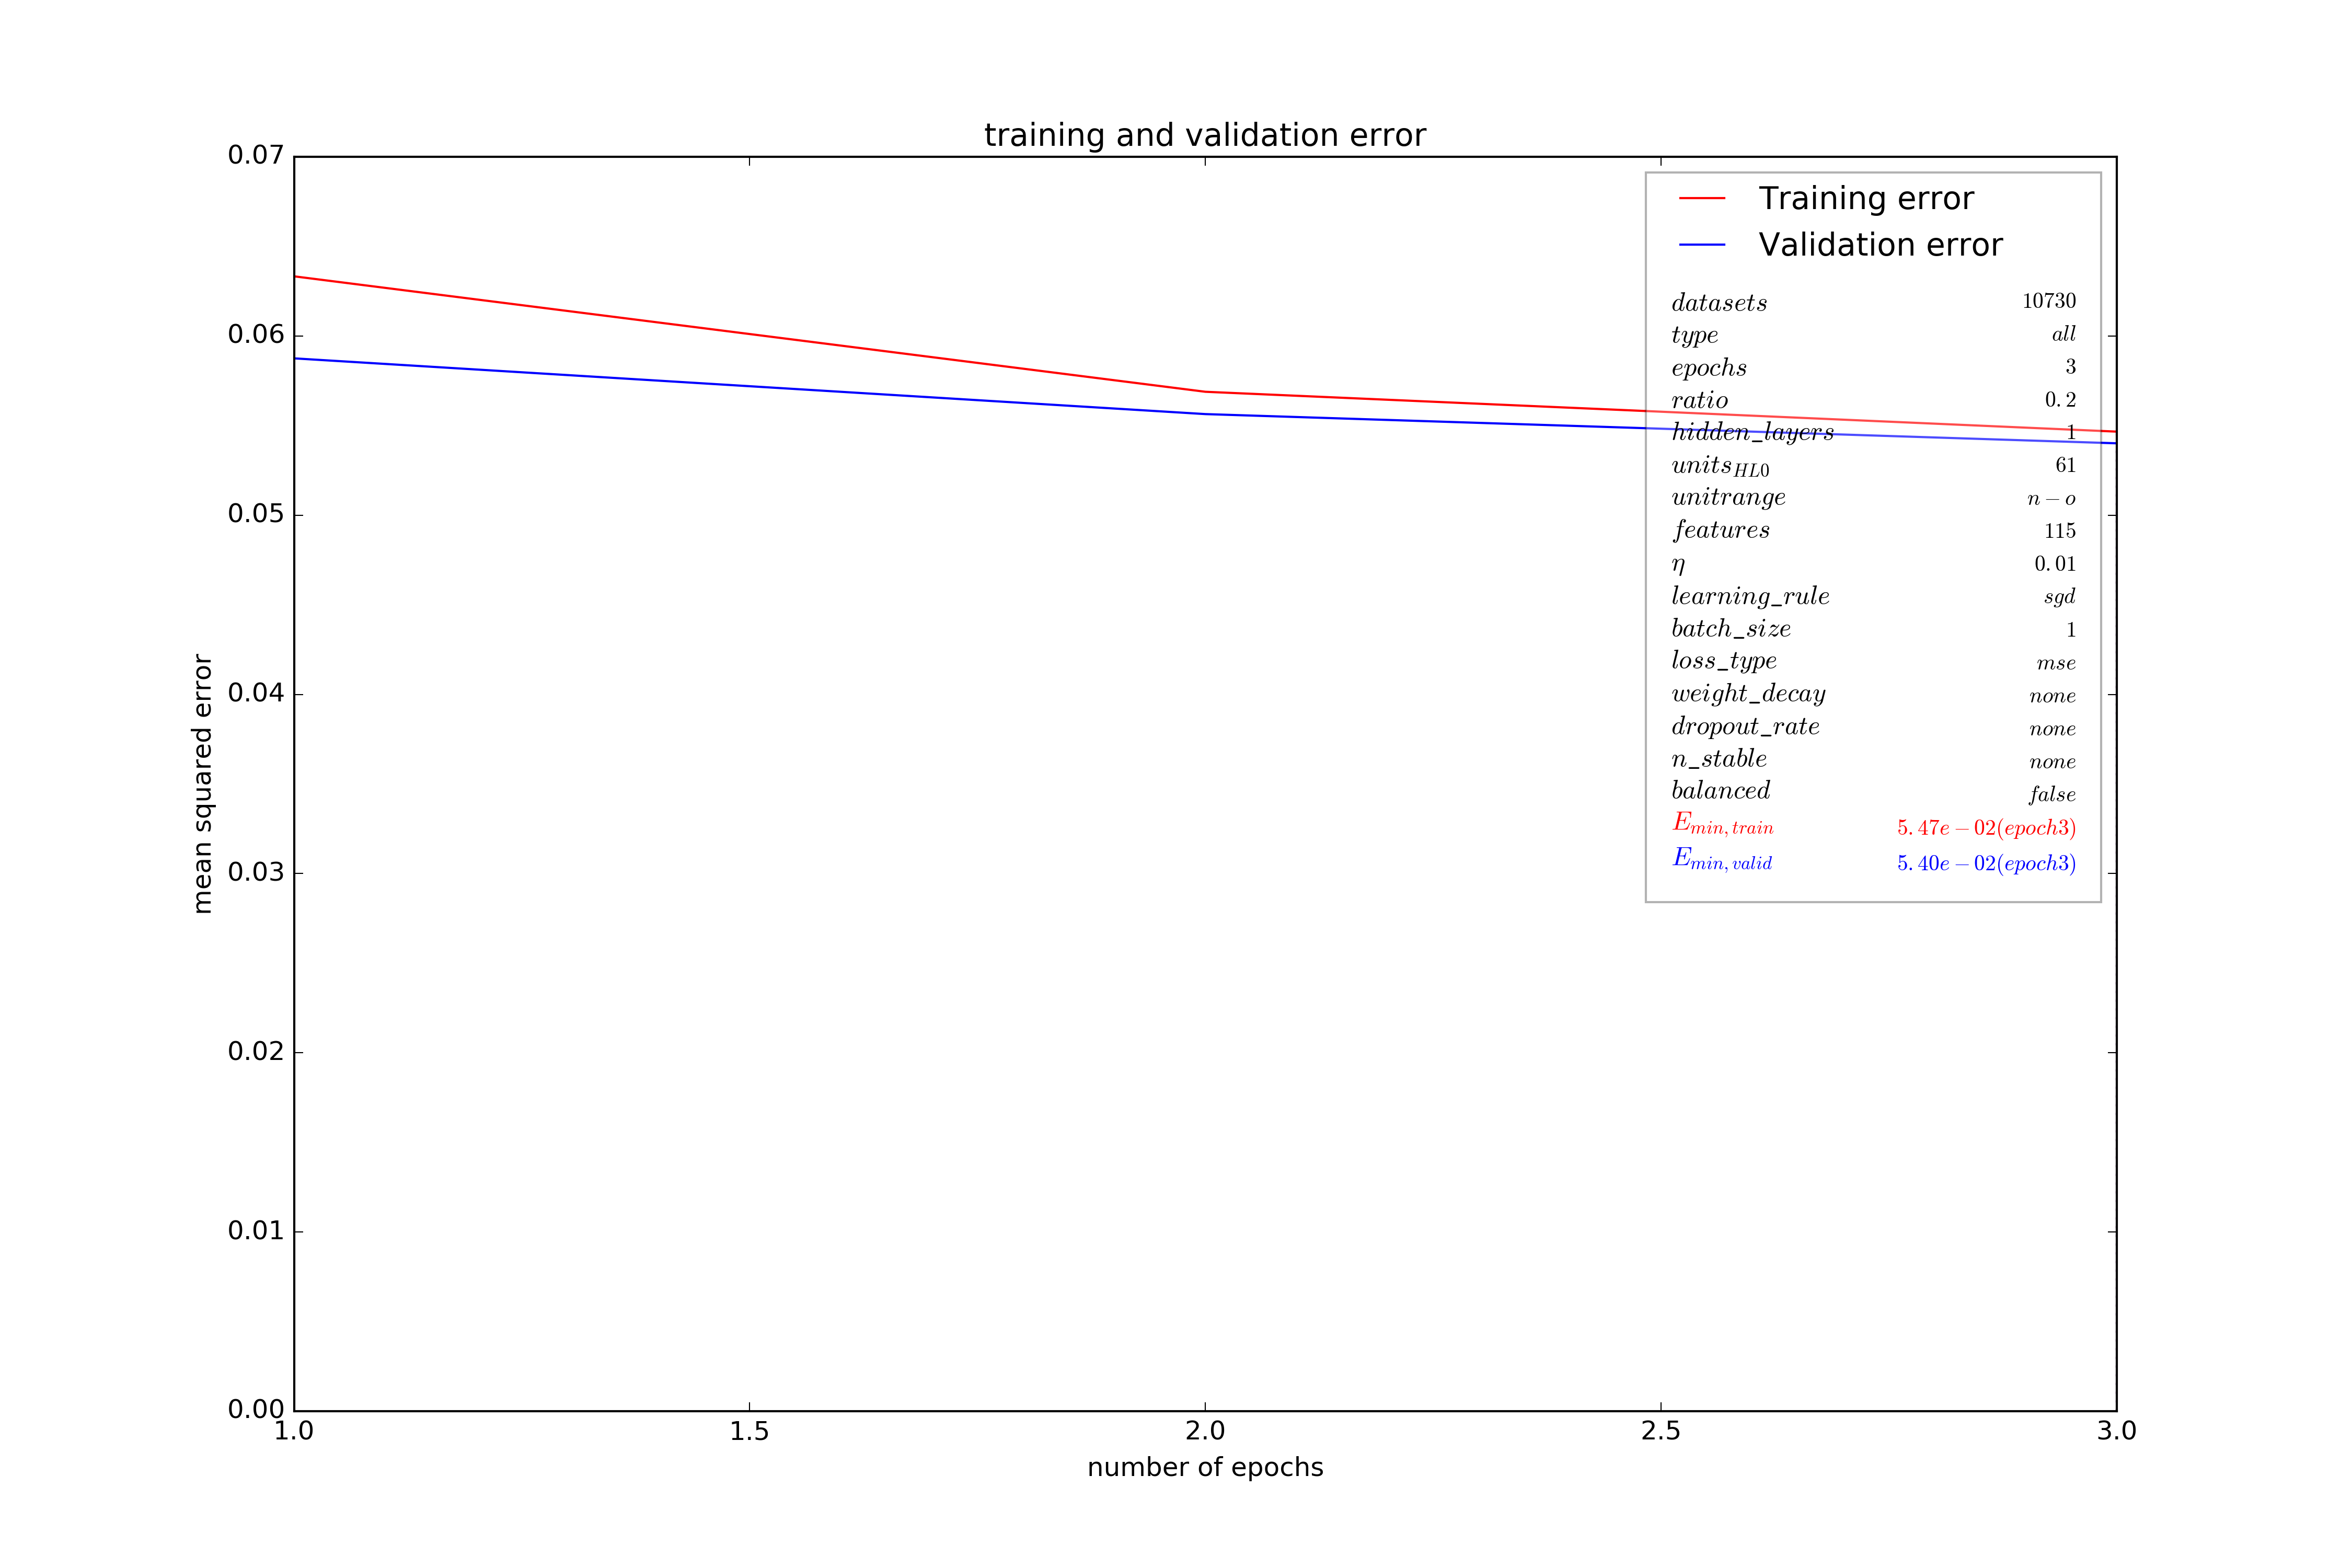 training and validation error
0.07
0.06
0.05
0.04
0.03
0.02
0.01
0.00
mean squared error
1.0 1.5 2.0 2.5 3.0
number of epochs
Training error
Validation error
datasets 10730
type all
epochs 3
ratio 0.2
hidden_layers 1
units_HL0 61
unitrange n − o
features 115
η 0.01
learning_rule sgd
batch_size 1
loss_type mse
weight_decay none
dropout_rate none
n_stable none
balanced false
E_min,train 5.47e − 02(epoch3)
E_min,valid 5.40e − 02(epoch3)